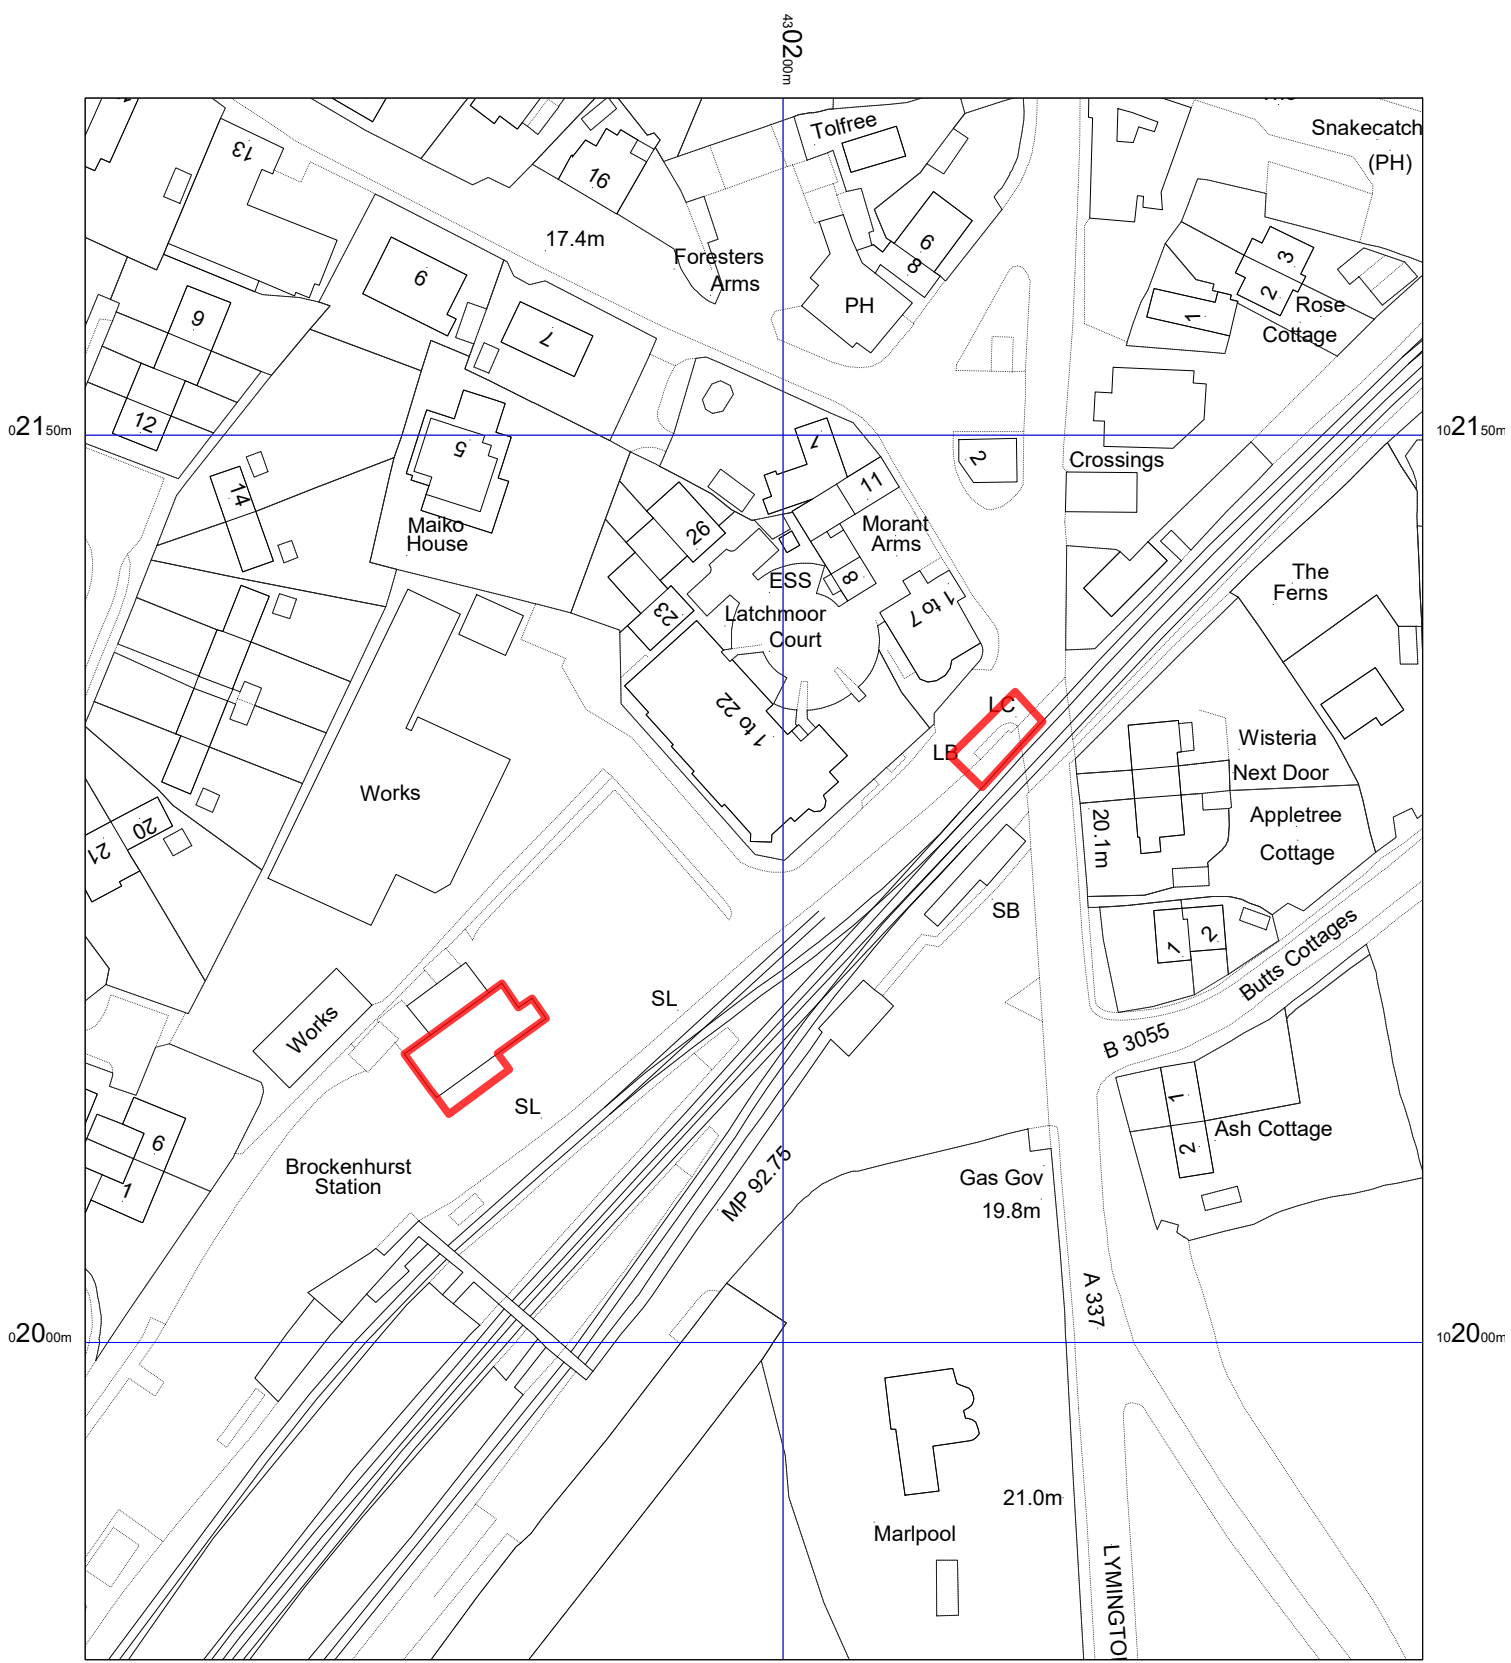 430200m
Tolfree
Snakecatch
(PH)
13
16
17.4m
Foresters
Arms
6
8
PH
3
2
1
Rose
Cottage
9
9
7
12
02150m
102150m
5
1
2
Crossings
14
11
Maiko
House
26
Morant
Arms
ESS
8
The
Ferns
23
Latchmoor
Court
1 to 7
1 to 22
LC
LB
Wisteria
Next Door
Works
20
21
20.1m
Appletree
Cottage
SB
1
2
Butts Cottages
SL
Works
B 3055
SL
1
2
Ash Cottage
6
1
Brockenhurst
Station
MP 92.75
Gas Gov
19.8m
A 337
02000m
102000m
21.0m
Marlpool
LYMINGTO